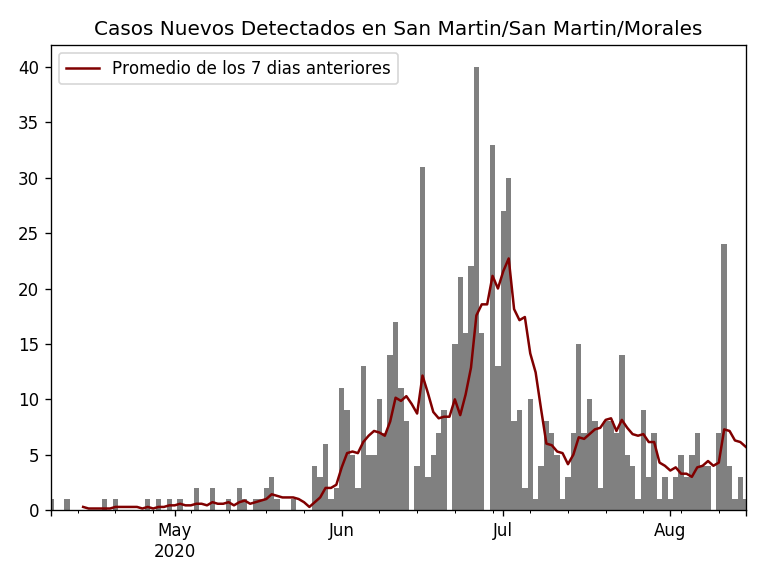 Casos Nuevos Detectados en San Martin/San Martin/Morales
Promedio de los 7 dias anteriores
40
35
30
25
20
15
10
5
0
May
2020
Jun
Jul
Aug